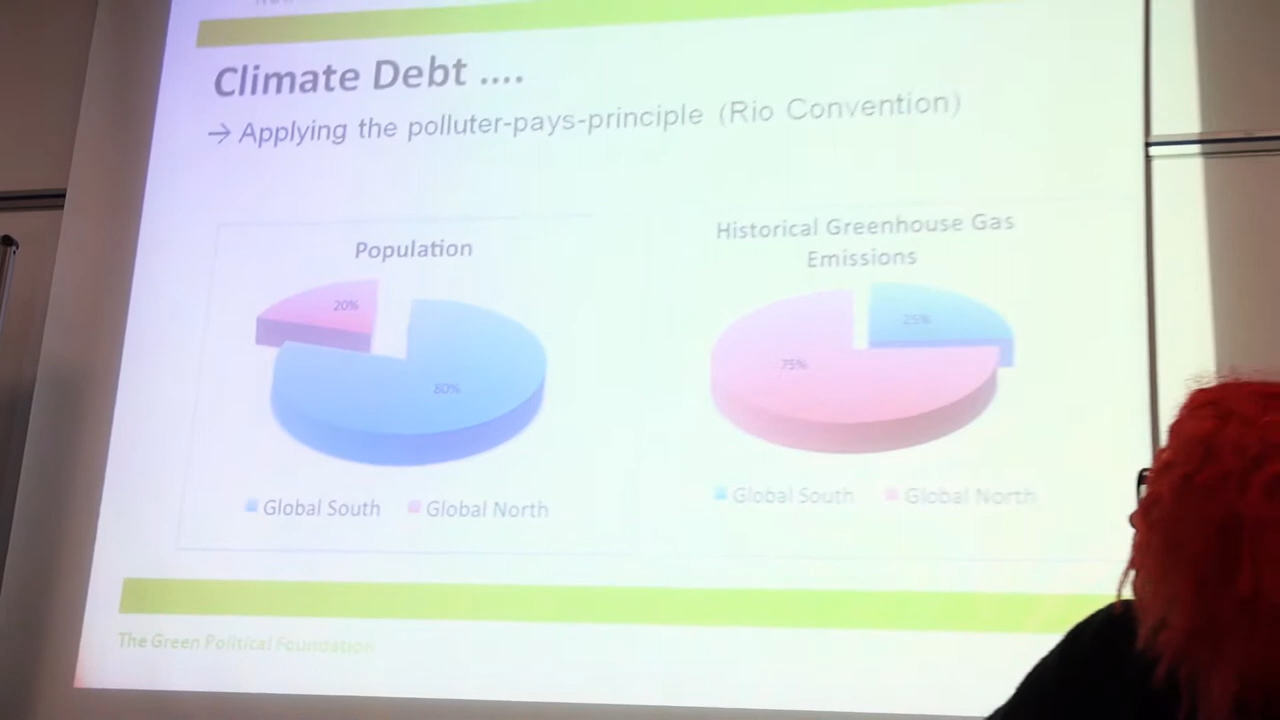 Climate Debt ....
→ Applying the polluter-pays-principle (Rio Convention)
Population
20%
80%
Global South Global North
Historical Greenhouse Gas
Emissions
25%
75%
Global South Global North
The Green Political Foundation